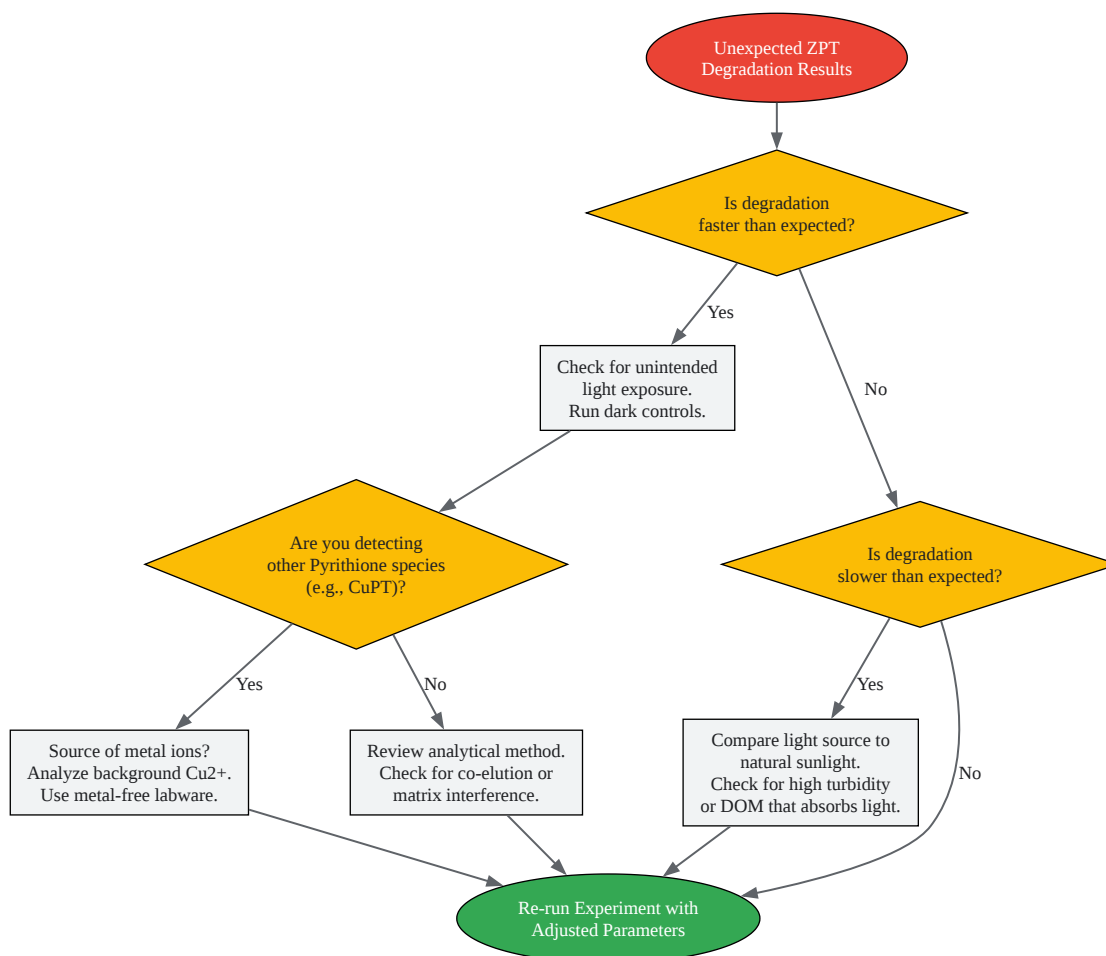 Unexpected ZPT
Degradation Results
Is degradation
faster than expected?
Yes
No
Check for unintended
light exposure.
Run dark controls.
Are you detecting
other Pyrithione species
(e.g., CuPT)?
Is degradation
slower than expected?
Yes
No
Yes
No
Source of metal ions?
Analyze background Cu2+.
Use metal-free labware.
Review analytical method.
Check for co-elution or
matrix interference.
Compare light source to
natural sunlight.
Check for high turbidity
or DOM that absorbs light.
Re-run Experiment with
Adjusted Parameters